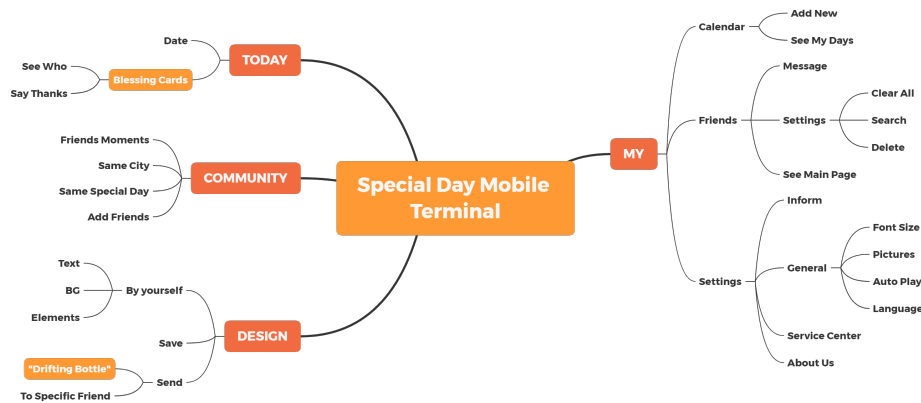 Special Day Mobile
Terminal
TODAY
Date
Blessing Cards
See Who
Say Thanks
COMMUNITY
Friends Moments
Same City
Same Special Day
Add Friends
DESIGN
By yourself
Text
BG
Elements
Save
Send
"Drifting Bottle"
To Specific Friend
MY
Calendar
Add New
See My Days
Friends
Message
Settings
Clear All
Search
Delete
See Main Page
Settings
Inform
General
Font Size
Pictures
Auto Play
Language
Service Center
About Us